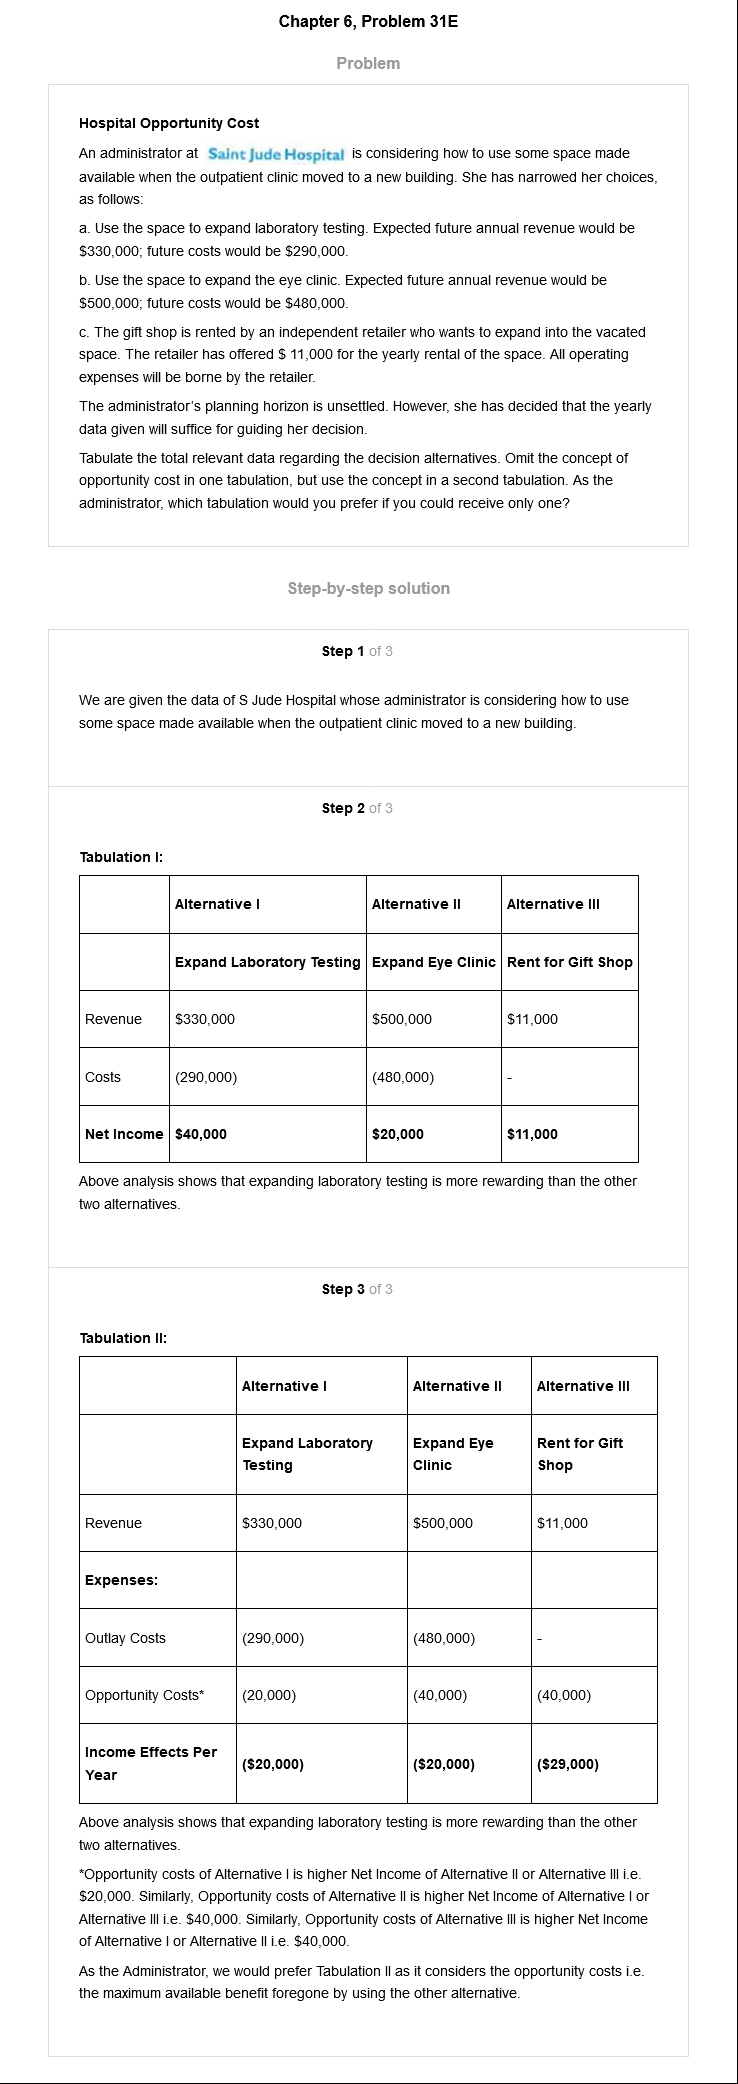 Chapter 6, Problem 31E
Problem
Hospital Opportunity Cost
An administrator at Saint Jude Hospital is considering how to use some space made
available when the outpatient clinic moved to a new building. She has narrowed her choices,
as follows:
a. Use the space to expand laboratory testing. Expected future annual revenue would be
$330,000; future costs would be $290,000.
b. Use the space to expand the eye clinic. Expected future annual revenue would be
$500,000; future costs would be $480,000.
c. The gift shop is rented by an independent retailer who wants to expand into the vacated
space. The retailer has offered $ 11,000 for the yearly rental of the space. All operating
expenses will be borne by the retailer.
The administrator's planning horizon is unsettled. However, she has decided that the yearly
data given will suffice for guiding her decision.
Tabulate the total relevant data regarding the decision alternatives. Omit the concept of
opportunity cost in one tabulation, but use the concept in a second tabulation. As the
administrator, which tabulation would you prefer if you could receive only one?
Step-by-step solution
Step 1 of 3
We are given the data of S Jude Hospital whose administrator is considering how to use
some space made available when the outpatient clinic moved to a new building.
Step 2 of 3
Tabulation I:
Alternative I Alternative II Alternative III
Expand Laboratory Testing Expand Eye Clinic Rent for Gift Shop
Revenue $330,000 $500,000 $11,000
Costs (290,000) (480,000) -
Net Income $40,000 $20,000 $11,000
Above analysis shows that expanding laboratory testing is more rewarding than the other
two alternatives.
Step 3 of 3
Tabulation II:
Alternative I Alternative II Alternative III
Expand Laboratory Expand Eye Rent for Gift
Testing Clinic Shop
Revenue $330,000 $500,000 $11,000
Expenses:
Outlay Costs (290,000) (480,000) -
Opportunity Costs* (20,000) (40,000) (40,000)
Income Effects Per
Year ($20,000) ($20,000) ($29,000)
Above analysis shows that expanding laboratory testing is more rewarding than the other
two alternatives.
*Opportunity costs of Alternative I is higher Net Income of Alternative II or Alternative III i.e.
$20,000. Similarly, Opportunity costs of Alternative II is higher Net Income of Alternative I or
Alternative III i.e. $40,000. Similarly, Opportunity costs of Alternative III is higher Net Income
of Alternative I or Alternative II i.e. $40,000.
As the Administrator, we would prefer Tabulation II as it considers the opportunity costs i.e.
the maximum available benefit foregone by using the other alternative.